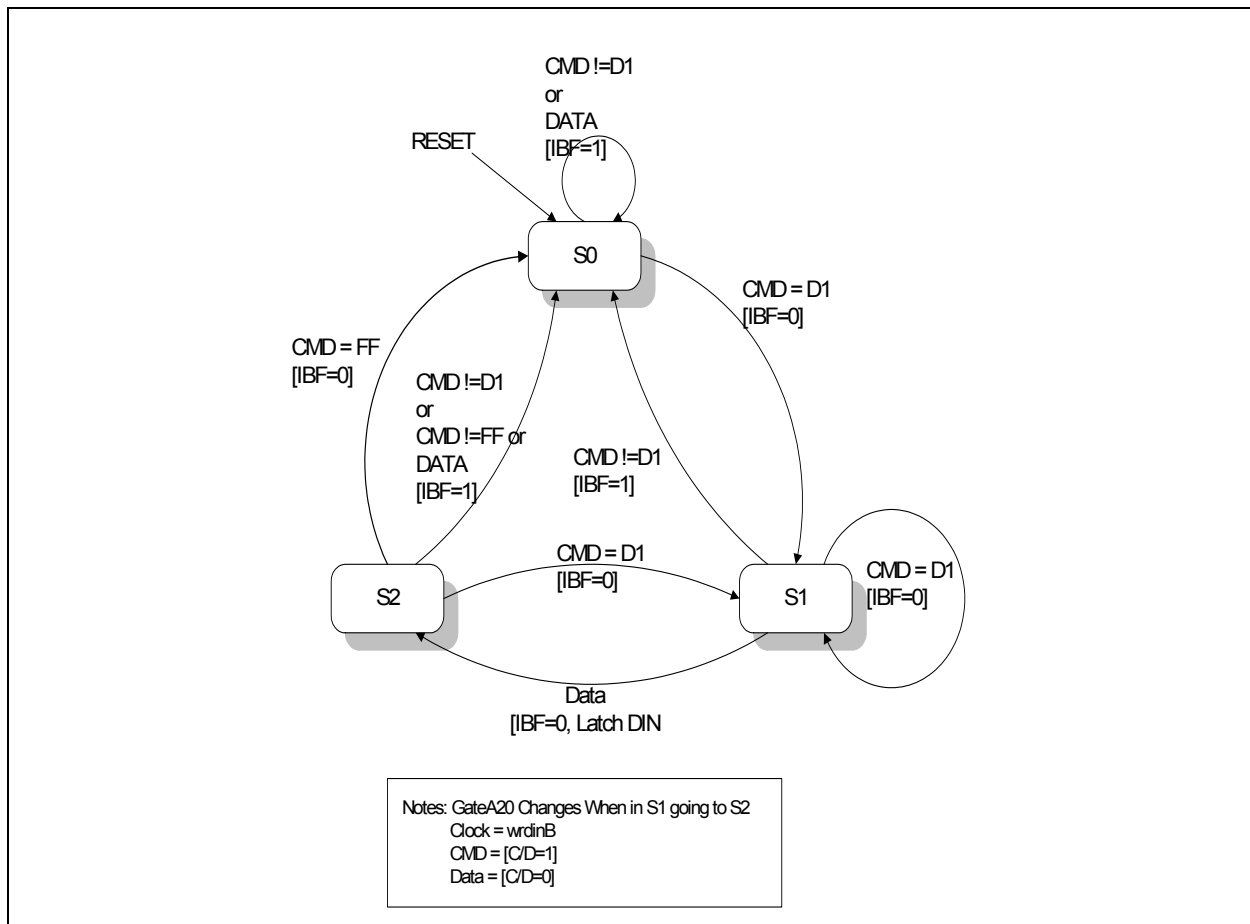 CMD !=D1
or
DATA
[IBF=1]
RESET
S0
CMD = D1
[IBF=0]
CMD = FF
[IBF=0]
CMD !=D1
or
CMD !=FF or
DATA
[IBF=1]
CMD !=D1
[IBF=1]
CMD = D1
[IBF=0]
CMD = D1
[IBF=0]
S2
S1
Data
[IBF=0, Latch DIN
Notes: GateA20 Changes When in S1 going to S2
Clock = wrdinB
CMD = [C/D=1]
Data = [C/D=0]